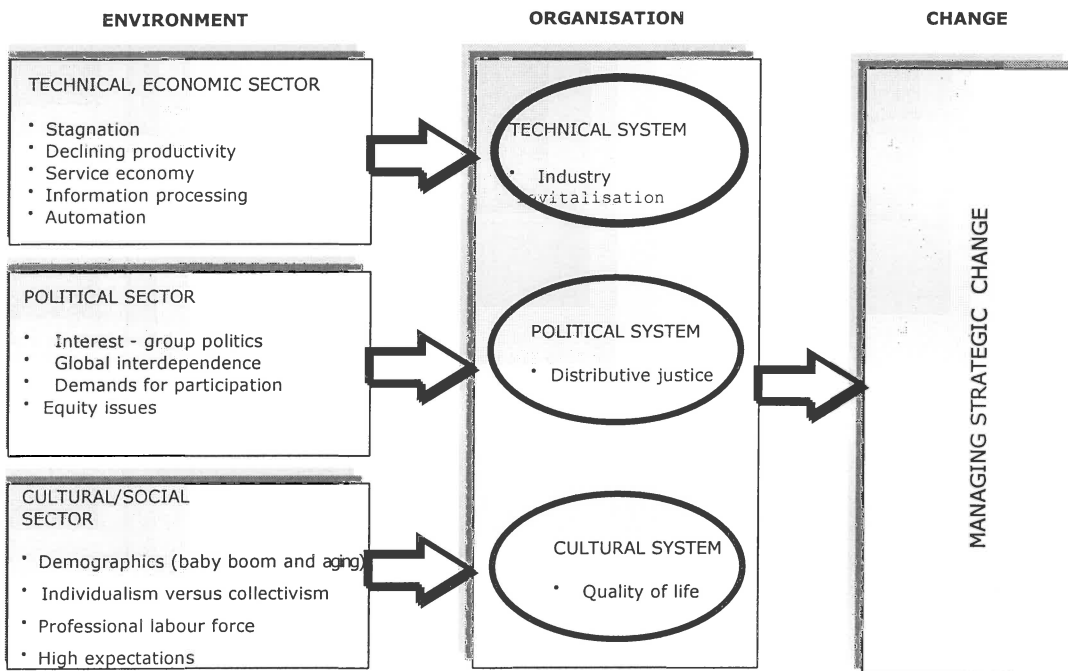 ENVIRONMENT
ORGANISATION
CHANGE
TECHNICAL, ECONOMIC SECTOR
• Stagnation
• Declining productivity
• Service economy
• Information processing
• Automation
TECHNICAL SYSTEM
• Industry
revitalisation
POLITICAL SECTOR
• Interest - group politics
• Global interdependence
• Demands for participation
• Equity issues
POLITICAL SYSTEM
• Distributive justice
CULTURAL/SOCIAL
SECTOR
• Demographics (baby boom and aging)
• Individualism versus collectivism
• Professional labour force
• High expectations
CULTURAL SYSTEM
• Quality of life
MANAGING STRATEGIC CHANGE